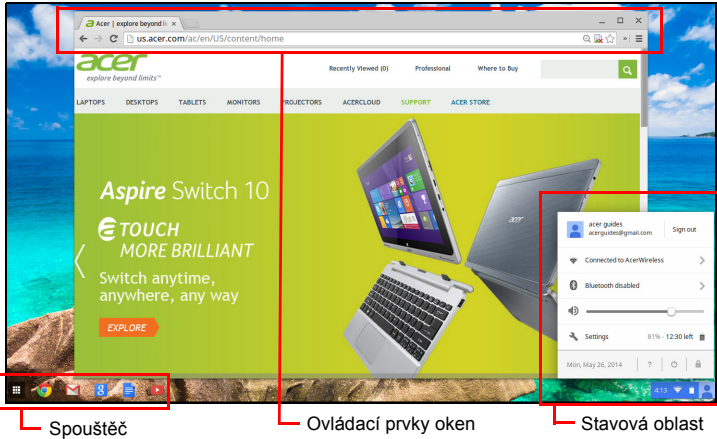 Acer | explore beyond li
us.acer.com/ac/en/US/content/home
acer
explore beyond limits™
Recently Viewed (0) Professional Where to Buy
LAPTOPS DESKTOPS TABLETS MONITORS PROJECTORS ACERCLOUD SUPPORT ACER STORE
Aspire Switch 10
TOUCH
MORE BRILLIANT
Switch anytime,
anywhere, any way
EXPLORE
acer
acer guides
acerguides@gmail.com
Sign out
Connected to AcerWireless
Bluetooth disabled
Settings 81% - 12:30 left
Mon, May 26, 2014 ?
8
4:13
Spouštěč
Ovládací prvky oken
Stavová oblast